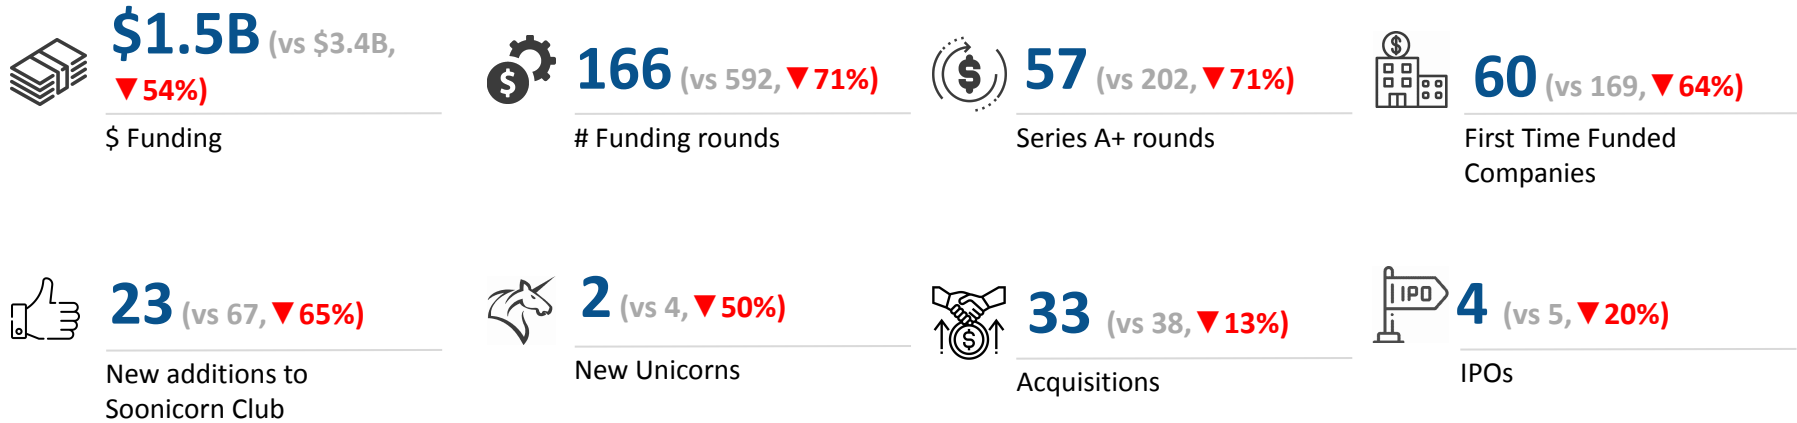 $1.5B (vs $3.4B,
▼54%)
$ Funding
166 (vs 592, ▼71%)
# Funding rounds
57 (vs 202, ▼71%)
Series A+ rounds
60 (vs 169, ▼64%)
First Time Funded
Companies
23 (vs 67, ▼65%)
New additions to
Soonicorn Club
2 (vs 4, ▼50%)
New Unicorns
33 (vs 38, ▼13%)
Acquisitions
IPO
4 (vs 5, ▼20%)
IPOs